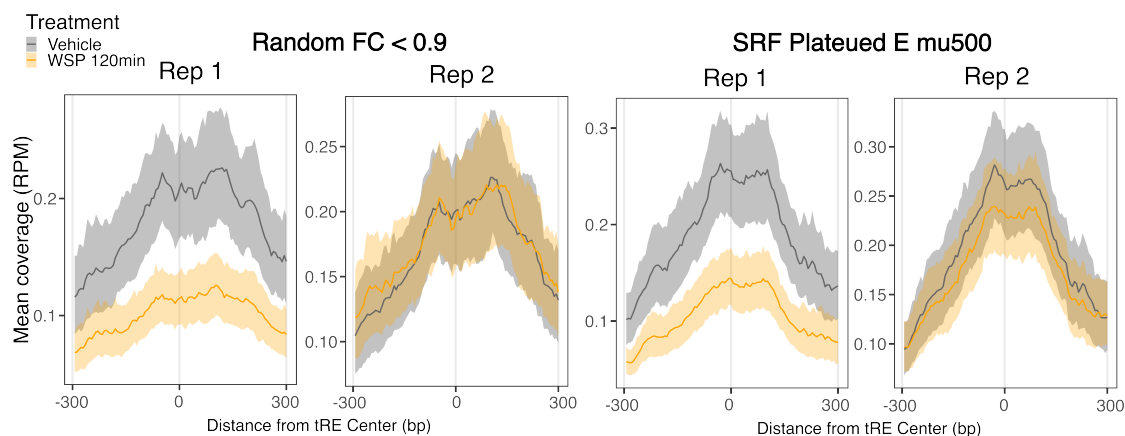 Treatment
Vehicle
WSP 120min
Random FC < 0.9
SRF Plateued E mu500
Rep 1
Rep 2
Rep 1
Rep 2
Mean coverage (RPM)
0.2
0.1
0.25
0.20
0.15
0.10
0.3
0.2
0.1
0.30
0.25
0.20
0.15
0.10
-300 0 300
-300 0 300
-300 0 300
-300 0 300
Distance from tRE Center (bp)
Distance from tRE Center (bp)